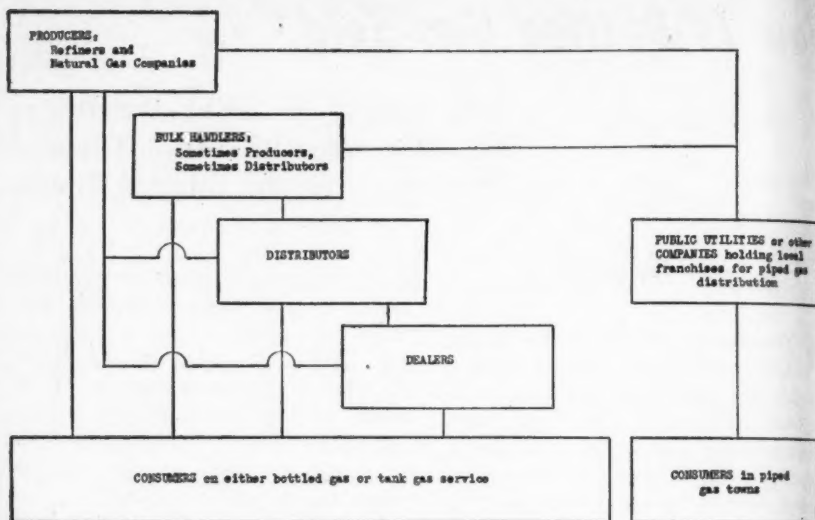 PRODUCERS:
Refiners and
Natural Gas Companies
BULK HANDLERS:
Sometimes Producers,
Sometimes Distributors
DISTRIBUTORS
PUBLIC UTILITIES or other
COMPANIES holding local
franchises for piped gas
distribution
DEALERS
CONSUMERS on either bottled gas or tank gas service
CONSUMERS in piped
gas towns